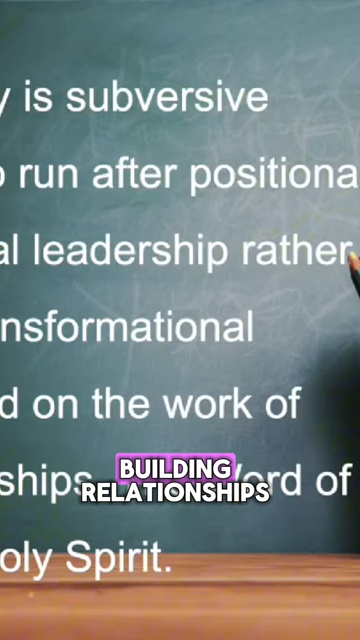 y is subversive
o run after positiona
al leadership rather
nsformational
d on the work of
ships
ord of
BUILDING
RELATIONSHIPS
oly Spirit.